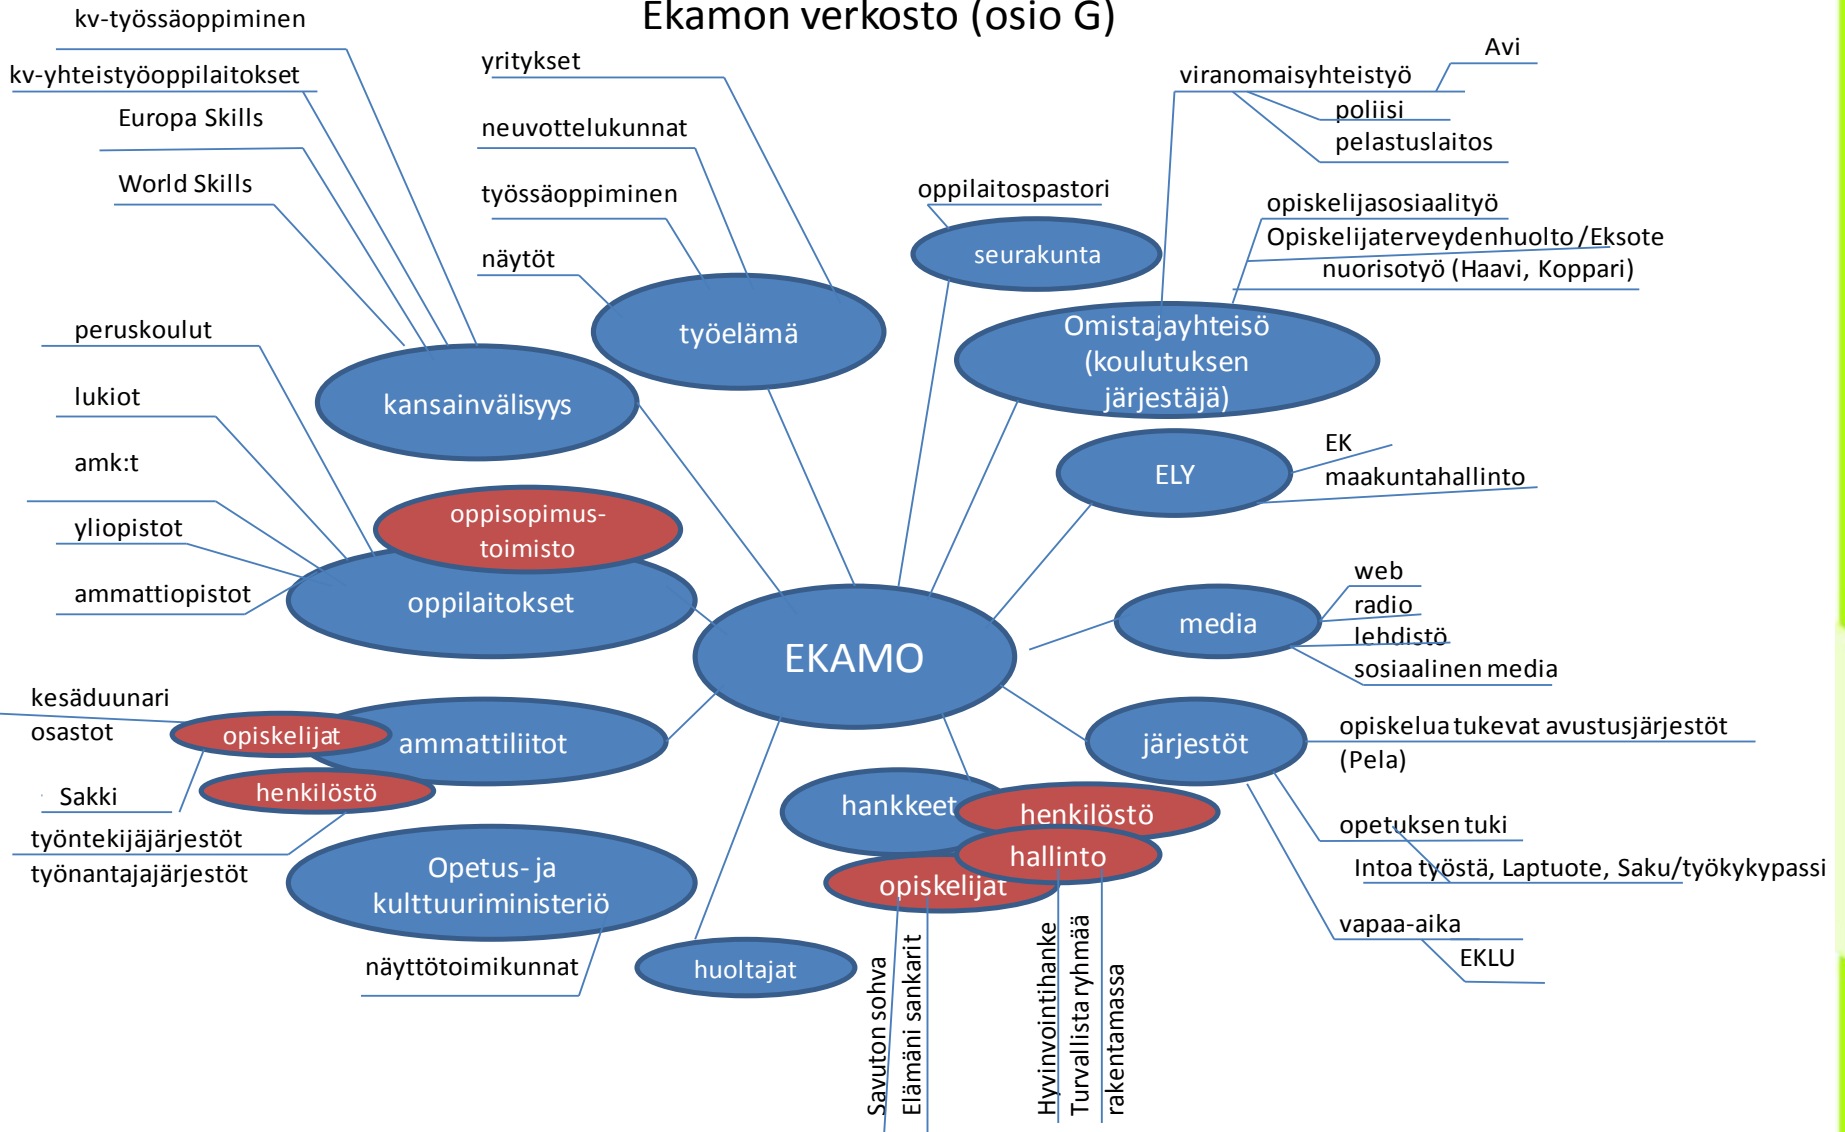 Ekamon verkosto (osio G)
kv-työssäoppiminen
kv-yhteistyöoppilaitokset
Europa Skills
World Skills
yritykset
neuvottelukunnat
työssäoppiminen
näytöt
oppilaitospastori
seurakunta
Avi
viranomaisyhteistyö
poliisi
pelastuslaitos
opiskelijasosiaalityö
Opiskelijaterveydenhuolto / Eksote
nuorisotyö (Haavi, Koppari)
työelämä
Omistajayhteisö
(koulutuksen
järjestäjä)
kansainvälisyys
peruskoulut
lukiot
amk:t
yliopistot
ammattiopistot
oppisopimus-
toimisto
oppilaitokset
ELY
EK
maakuntahallinto
EKAMO
media
web
radio
lehdistö
sosiaalinen media
kesäduunari
osastot
opiskelijat
ammattiliitot
henkilöstö
Sakki
työntekijäjärjestöt
työnantajajärjestöt
järjestöt
opiskelua tukevat avustusjärjestöt
(Pela)
opetuksen tuki
Intoa työstä, Laptuote, Saku/työkykypassi
vapaa-aika
EKLU
hankkeet
henkilöstö
hallinto
opiskelijat
Opetus- ja
kulttuuriministeriö
näyttötoimikunnat
huoltajat
Savuton sohva
Elämäni sankarit
Hyvinvointihanke
Turvallista ryhmää
rakentamassa